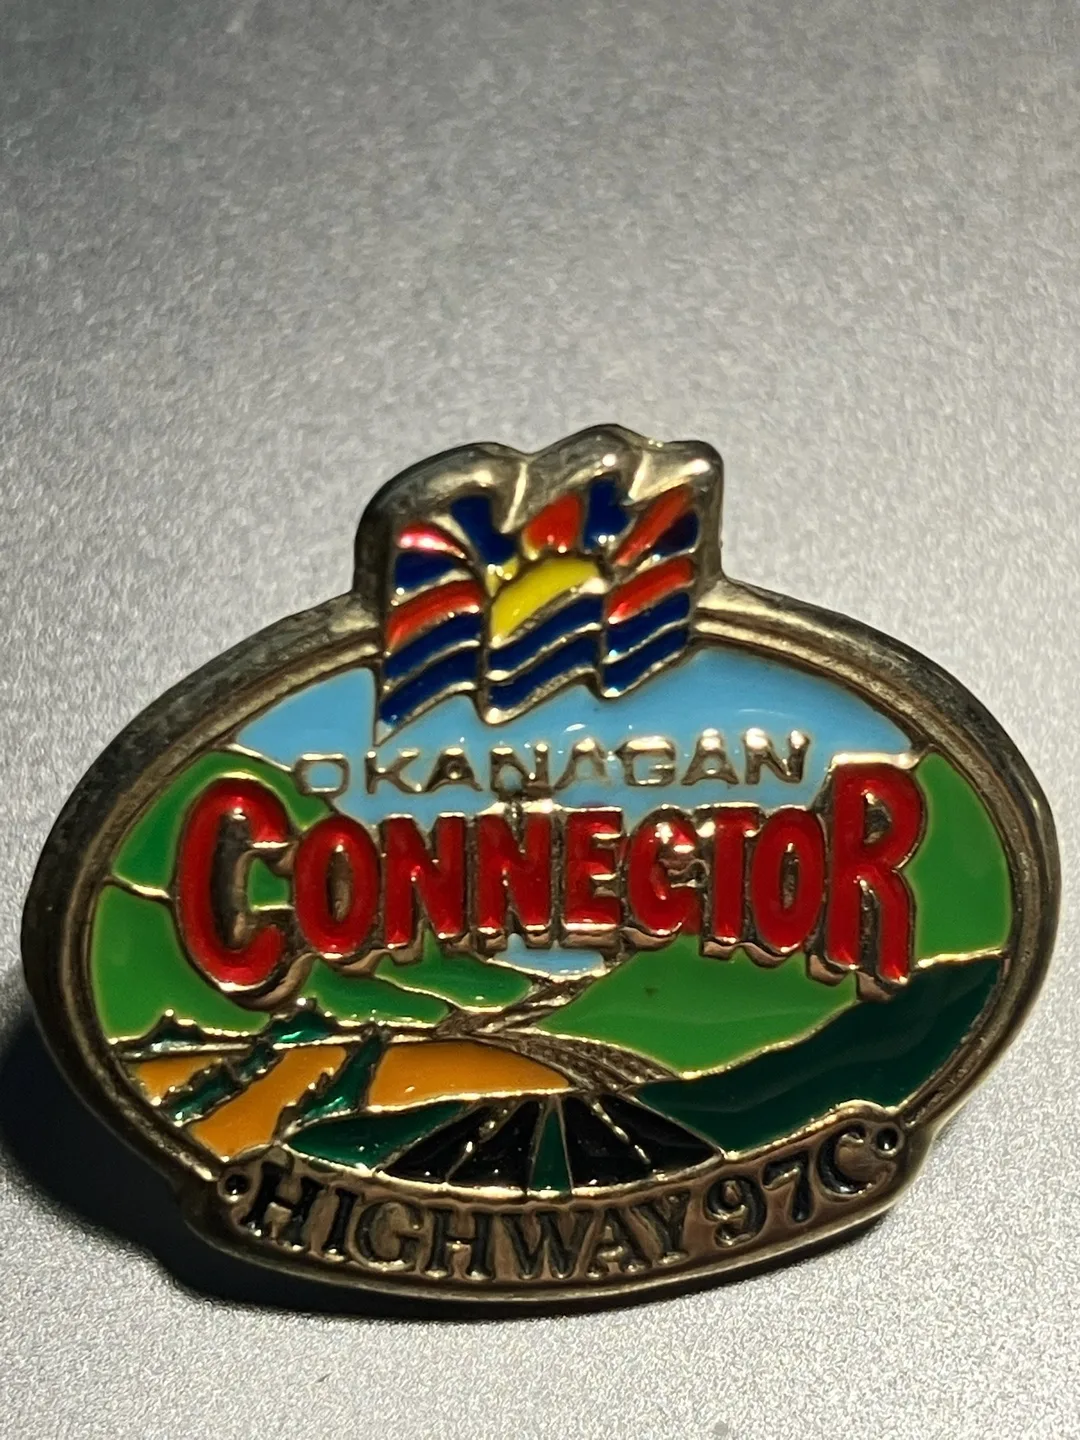 OKANAGAN
CONNECTOR
• HIGHWAY 97C •